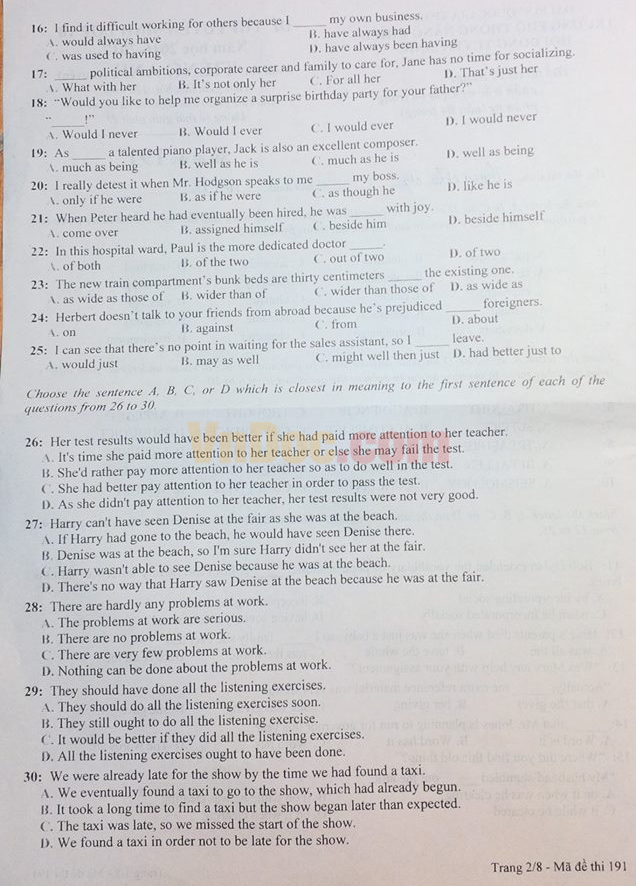 16: I find it difficult working for others because I ______ my own business.
A. would always have B. have always had
C. was used to having D. have always been having
17: ______ political ambitions, corporate career and family to care for, Jane has no time for socializing.
A. What with her B. It's not only her C. For all her D. That's just her
18: "Would you like to help me organize a surprise birthday party for your father?"
"______!"
A. Would I never B. Would I ever C. I would ever D. I would never
19: As ______ a talented piano player, Jack is also an excellent composer.
A. much as being B. well as he is C. much as he is D. well as being
20: I really detest it when Mr. Hodgson speaks to me ______ my boss.
A. only if he were B. as if he were C. as though he D. like he is
21: When Peter heard he had eventually been hired, he was ______ with joy.
A. come over B. assigned himself C. beside him D. beside himself
22: In this hospital ward, Paul is the more dedicated doctor ______.
A. of both B. of the two C. out of two D. of two
23: The new train compartment's bunk beds are thirty centimeters ______ the existing one.
A. as wide as those of B. wider than of C. wider than those of D. as wide as
24: Herbert doesn't talk to your friends from abroad because he's prejudiced ______ foreigners.
A. on B. against C. from D. about
25: I can see that there's no point in waiting for the sales assistant, so I ______ leave.
A. would just B. may as well C. might well then just D. had better just to
Choose the sentence A, B, C, or D which is closest in meaning to the first sentence of each of the
questions from 26 to 30.
26: Her test results would have been better if she had paid more attention to her teacher.
A. It's time she paid more attention to her teacher or else she may fail the test.
B. She'd rather pay more attention to her teacher so as to do well in the test.
C. She had better pay attention to her teacher in order to pass the test.
D. As she didn't pay attention to her teacher, her test results were not very good.
27: Harry can't have seen Denise at the fair as she was at the beach.
A. If Harry had gone to the beach, he would have seen Denise there.
B. Denise was at the beach, so I'm sure Harry didn't see her at the fair.
C. Harry wasn't able to see Denise because he was at the beach.
D. There's no way that Harry saw Denise at the beach because he was at the fair.
28: There are hardly any problems at work.
A. The problems at work are serious.
B. There are no problems at work.
C. There are very few problems at work.
D. Nothing can be done about the problems at work.
29: They should have done all the listening exercises.
A. They should do all the listening exercises soon.
B. They still ought to do all the listening exercise.
C. It would be better if they did all the listening exercises.
D. All the listening exercises ought to have been done.
30: We were already late for the show by the time we had found a taxi.
A. We eventually found a taxi to go to the show, which had already begun.
B. It took a long time to find a taxi but the show began later than expected.
C. The taxi was late, so we missed the start of the show.
D. We found a taxi in order not to be late for the show.
Trang 2/8 - Mã đề thi 191